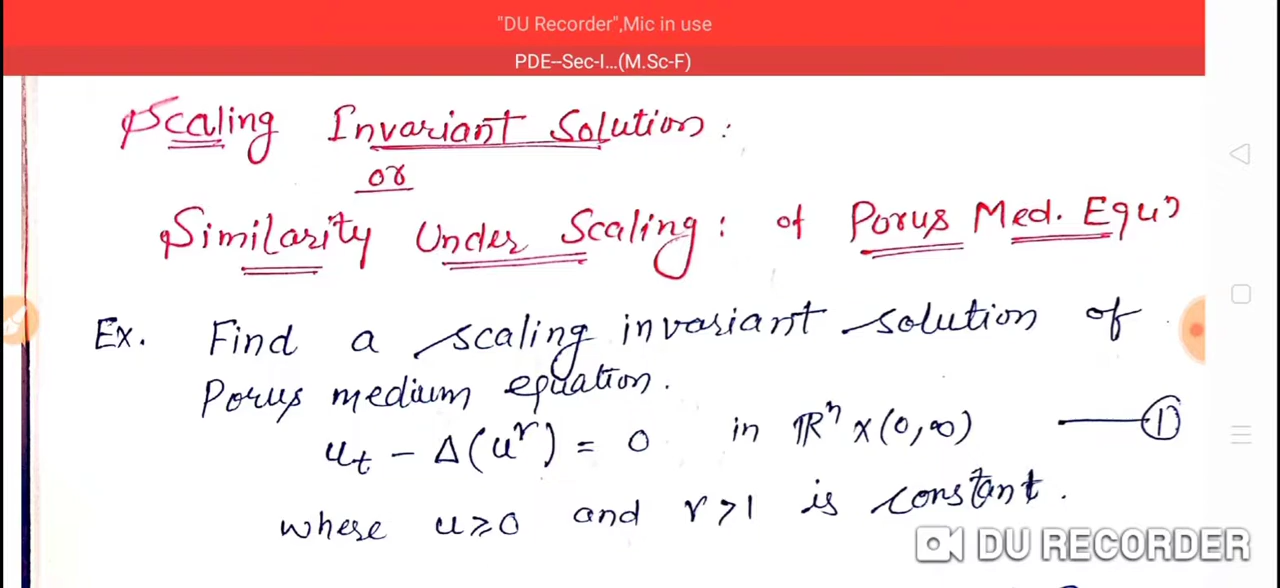 "DU Recorder",Mic in use
PDE--Sec-I...(M.Sc-F)
Scaling Invariant Solution :
or
Similarity Under Scaling : of Porus Med. Equⁿ
Ex. Find a scaling invariant solution of
Porus medium equation.
u_t - Δ(u^r) = 0 in ℝⁿ × (0,∞) —— ①
where u ≥ 0 and r > 1 is constant.
DU RECORDER